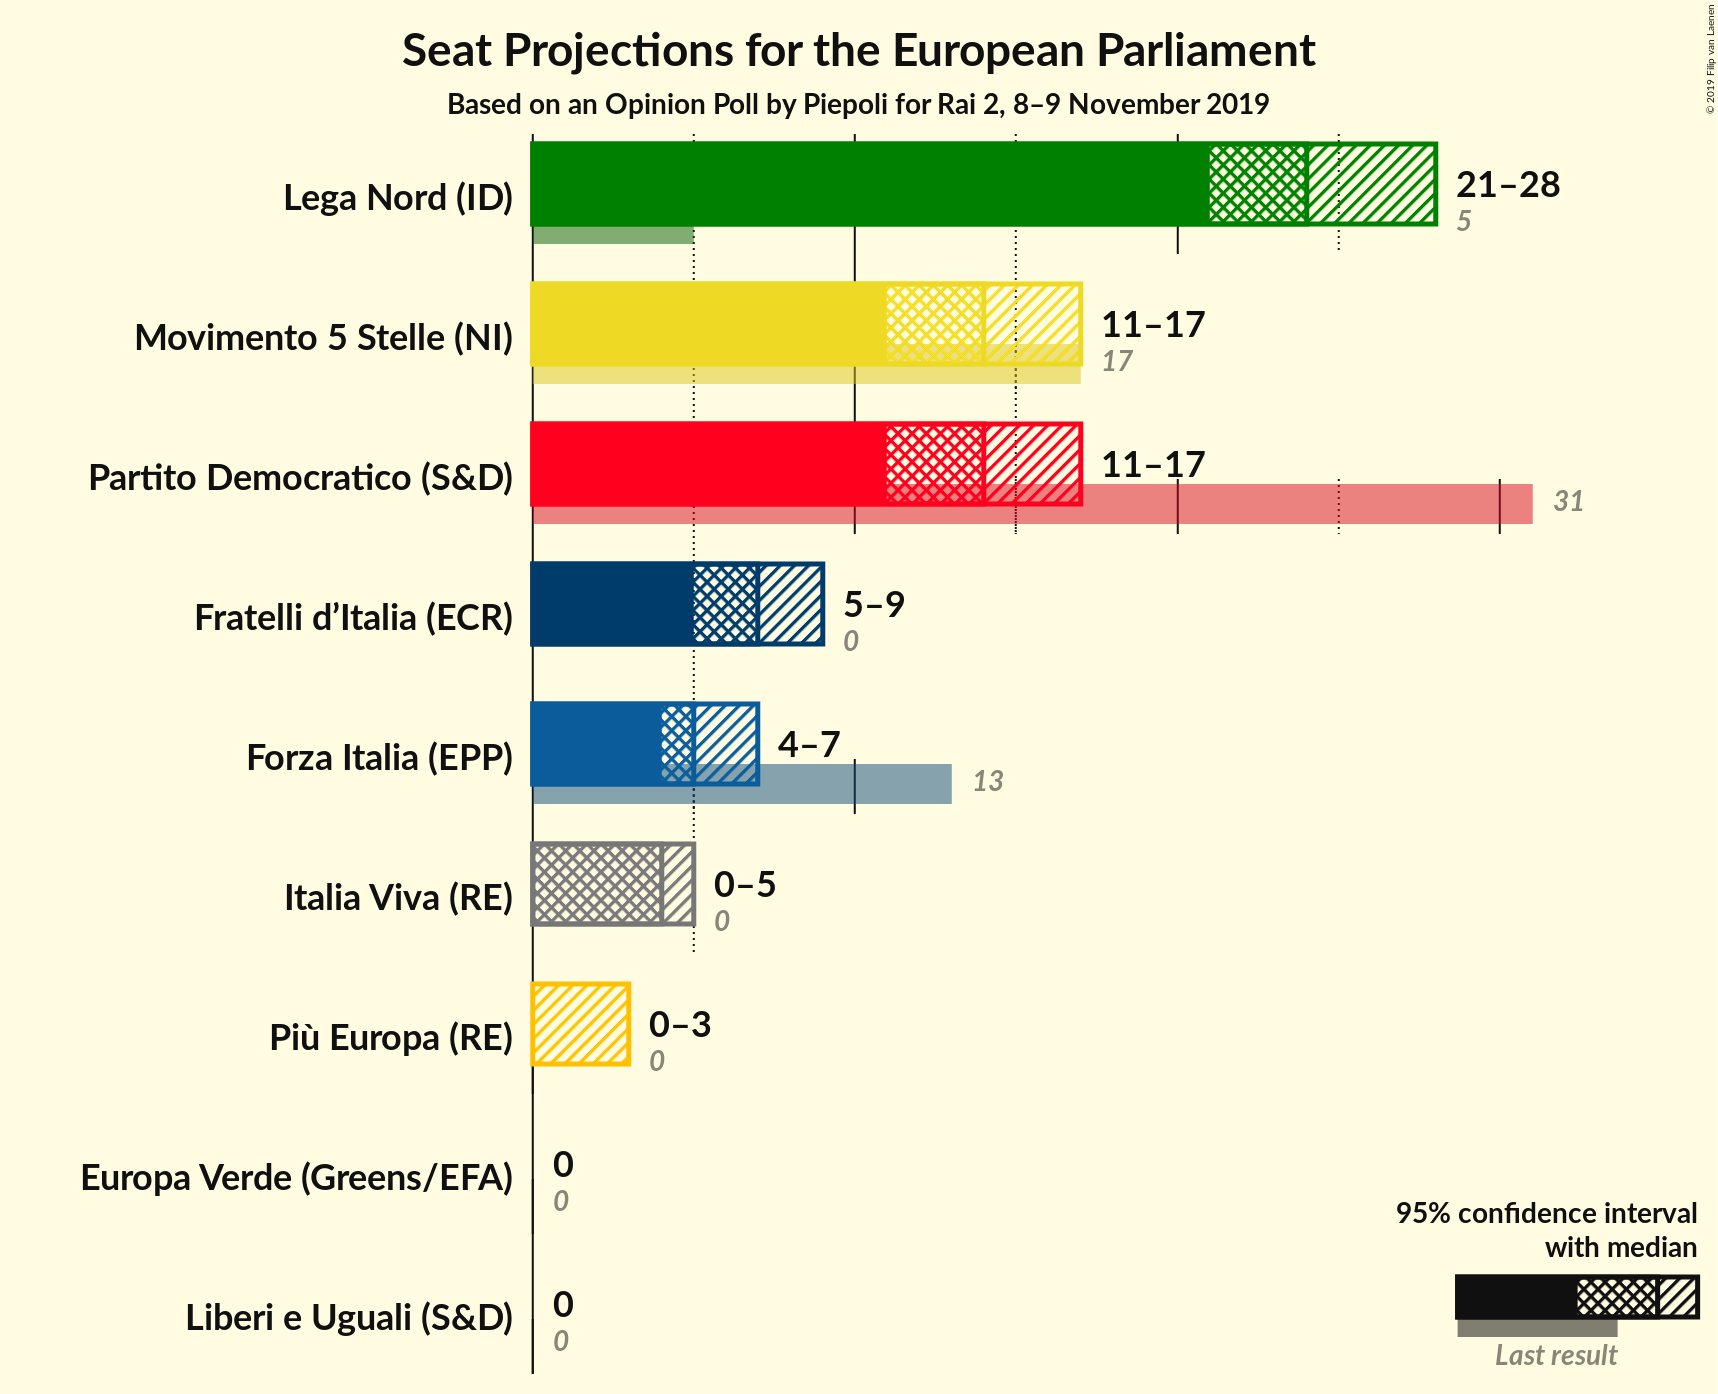 Seat Projections for the European Parliament
Based on an Opinion Poll by Piepoli for Rai 2, 8–9 November 2019
© 2019 Filip van Laenen
Lega Nord (ID)
21–28
5
Movimento 5 Stelle (NI)
11–17
17
Partito Democratico (S&D)
11–17
31
Fratelli d’Italia (ECR)
5–9
0
Forza Italia (EPP)
4–7
13
Italia Viva (RE)
0–5
0
Più Europa (RE)
0–3
0
Europa Verde (Greens/EFA)
0
0
Liberi e Uguali (S&D)
0
0
95% confidence interval
with median
Last result